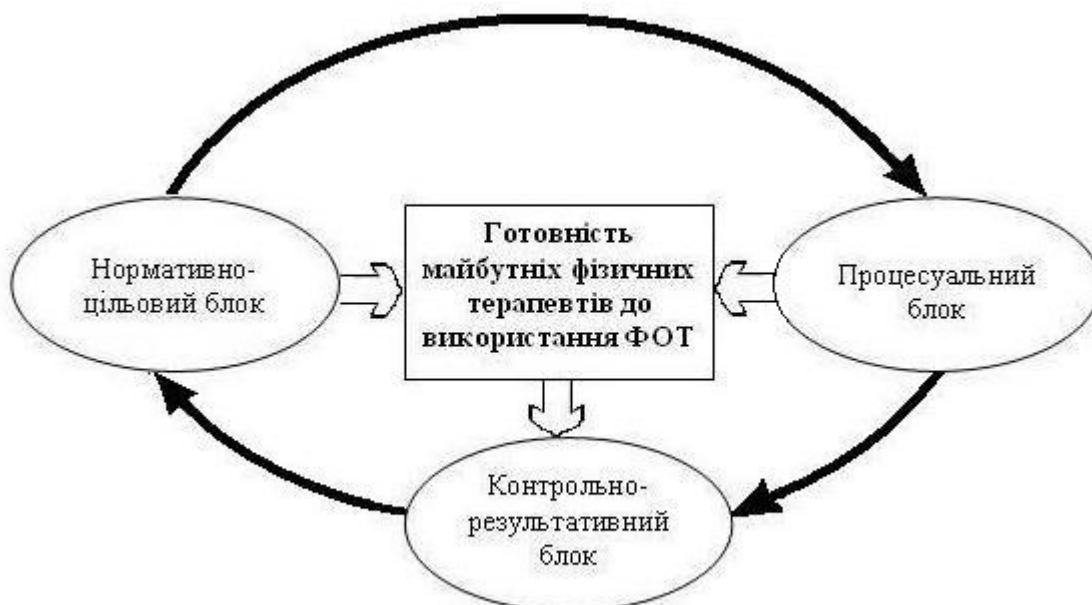 Готовність
майбутніх фізичних
терапевтів до
використання ФОТ
Нормативно-
цільовий блок
Процесуальний
блок
Контрольно-
результативний
блок